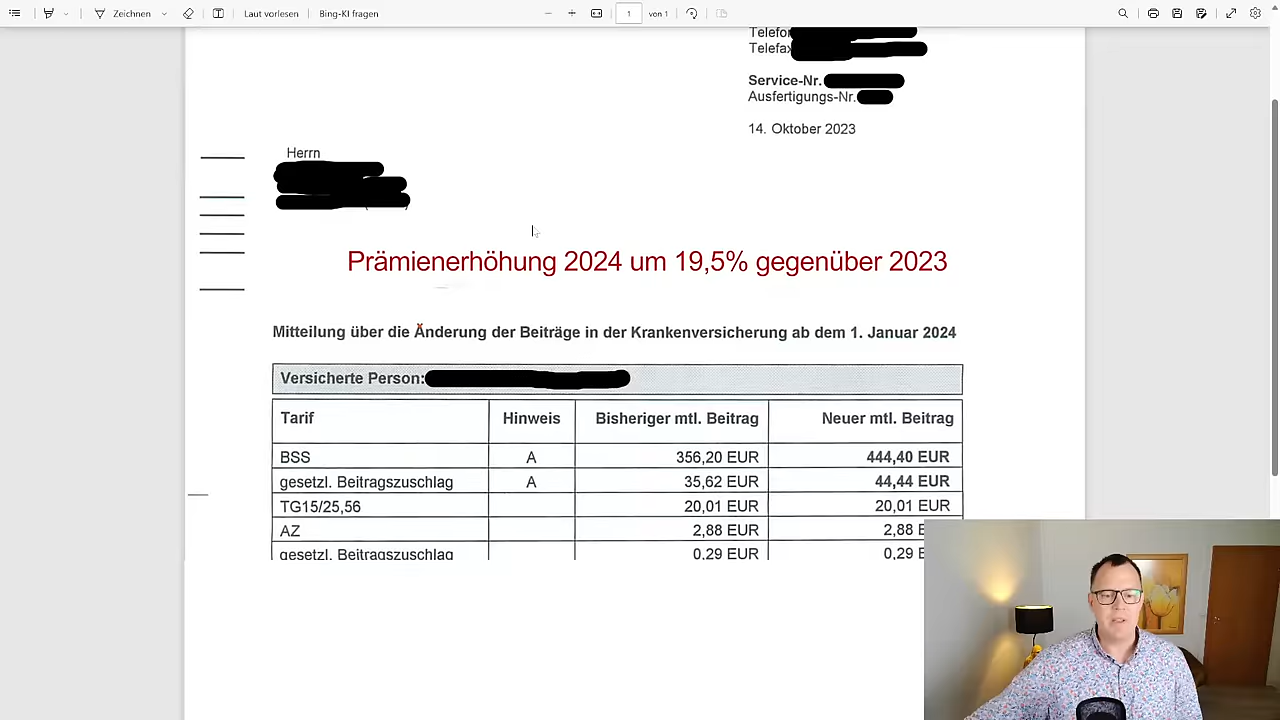 Zeichnen
Laut vorlesen
Bing-KI fragen
1 von 1
Service-Nr.
Ausfertigungs-Nr.
14. Oktober 2023
Herrn
Prämienerhöhung 2024 um 19,5% gegenüber 2023
Mitteilung über die Änderung der Beiträge in der Krankenversicherung ab dem 1. Januar 2024
Versicherte Person:
Tarif Hinweis Bisheriger mtl. Beitrag Neuer mtl. Beitrag
BSS A 356,20 EUR 444,40 EUR
gesetzl. Beitragszuschlag A 35,62 EUR 44,44 EUR
TG15/25,56 20,01 EUR 20,01 EUR
AZ 2,88 EUR 2,88
gesetzl. Beitragszuschlag 0,29 EUR 0,29